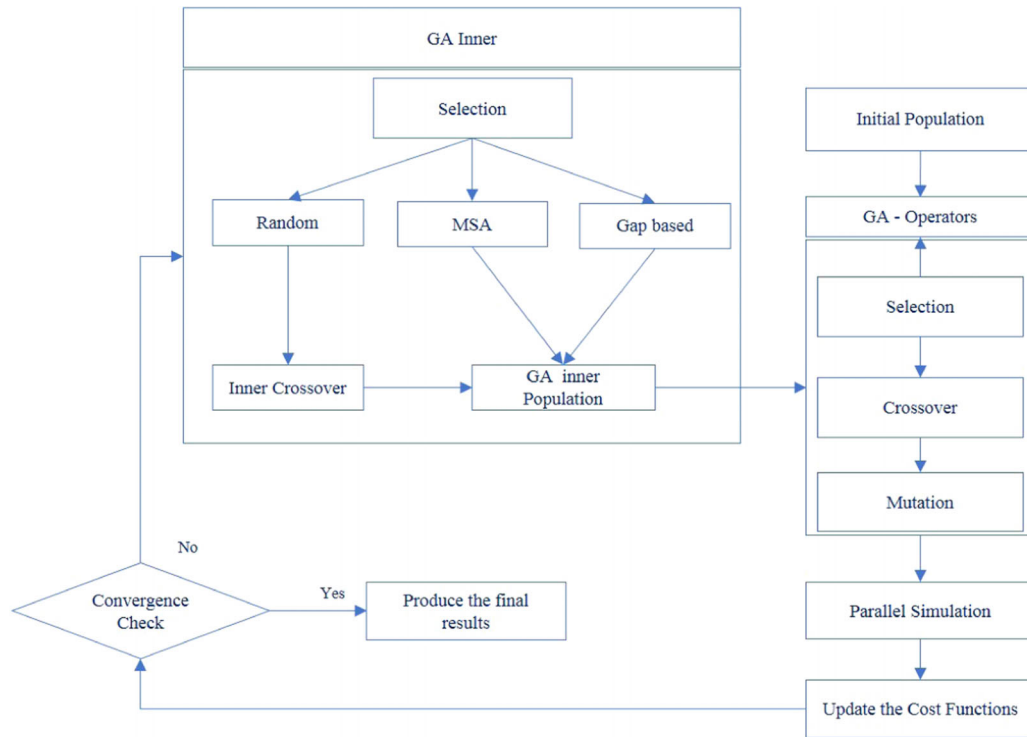 GA Inner
Selection
Random
MSA
Gap based
Inner Crossover
GA inner
Population
Initial Population
GA - Operators
Selection
Crossover
Mutation
Parallel Simulation
Update the Cost Functions
Convergence
Check
No
Yes
Produce the final
results